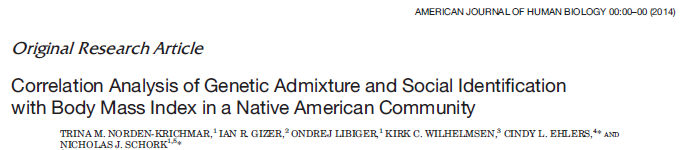 AMERICAN JOURNAL OF HUMAN BIOLOGY 00:00–00 (2014)
Original Research Article
Correlation Analysis of Genetic Admixture and Social Identification
with Body Mass Index in a Native American Community
TRINA M. NORDEN-KRICHMAR,1 IAN R. GIZER,2 ONDREJ LIBIGER,1 KIRK C. WILHELMSEN,3 CINDY L. EHLERS,4* AND
NICHOLAS J. SCHORK1,5*